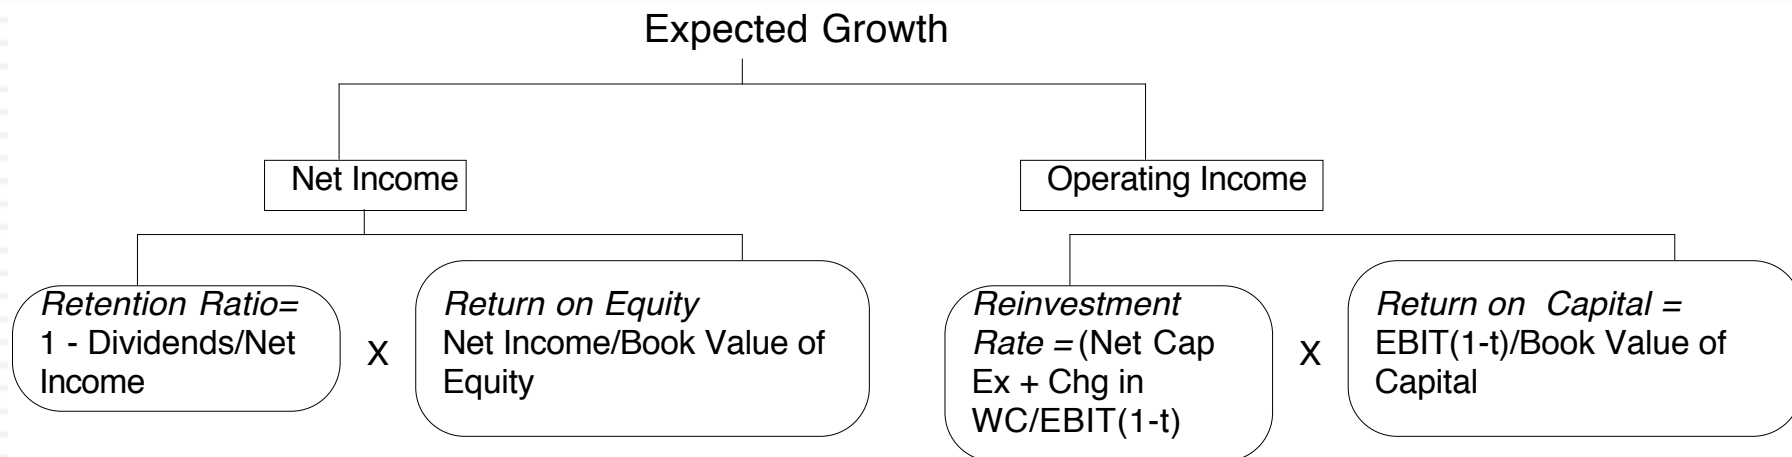 Expected Growth
Net Income
Operating Income
Retention Ratio=
1 - Dividends/Net
Income
X
Return on Equity
Net Income/Book Value of
Equity
Reinvestment
Rate = (Net Cap
Ex + Chg in
WC/EBIT(1-t)
X
Return on Capital =
EBIT(1-t)/Book Value of
Capital